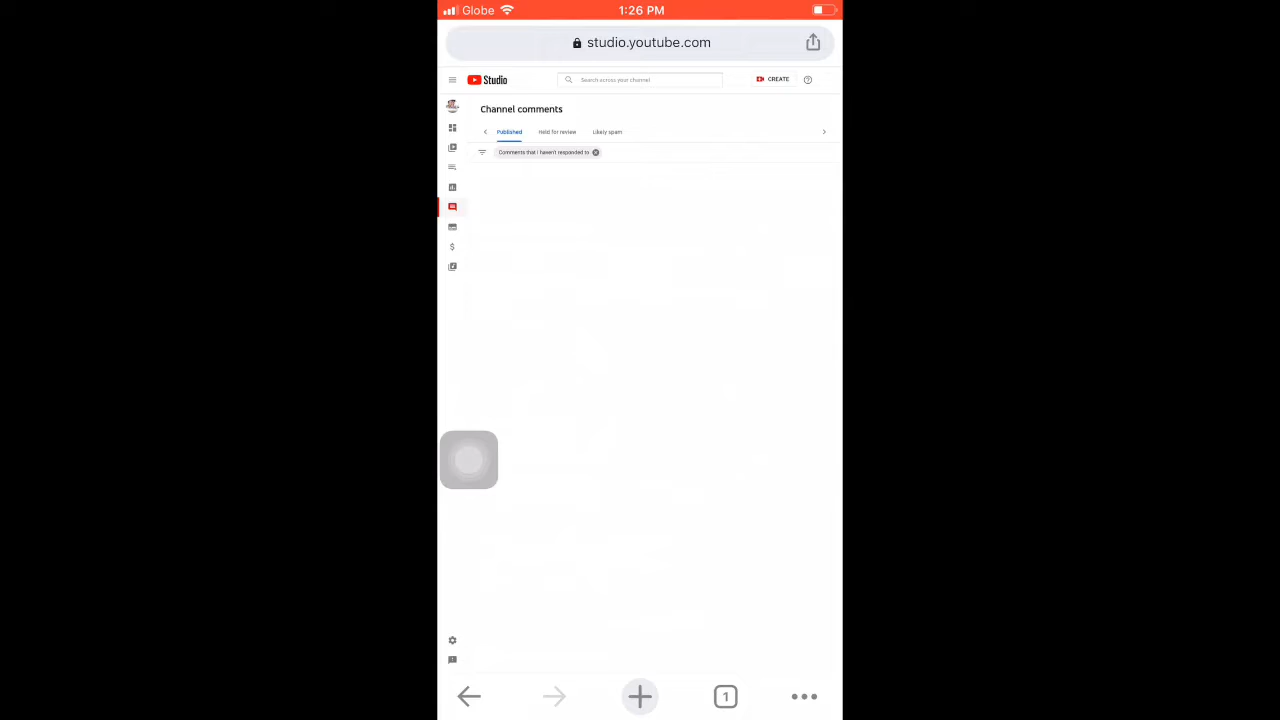 Globe 1:26 PM
studio.youtube.com
Studio Search across your channel CREATE
Channel comments
Published Held for review Likely spam
Comments that I haven't responded to
$
1